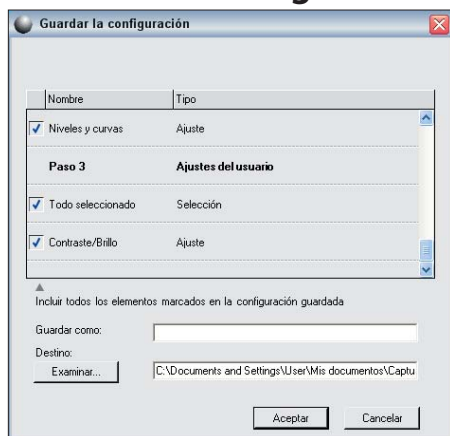 Guardar la configuración
Nombre Tipo
Niveles y curvas Ajuste
Paso 3 Ajustes del usuario
Todo seleccionado Selección
Contraste/Brillo Ajuste
Incluir todos los elementos marcados en la configuración guardada
Guardar como:
Destino:
Examinar... C:\Documents and Settings\User\Mis documentos\Captu
Aceptar Cancelar